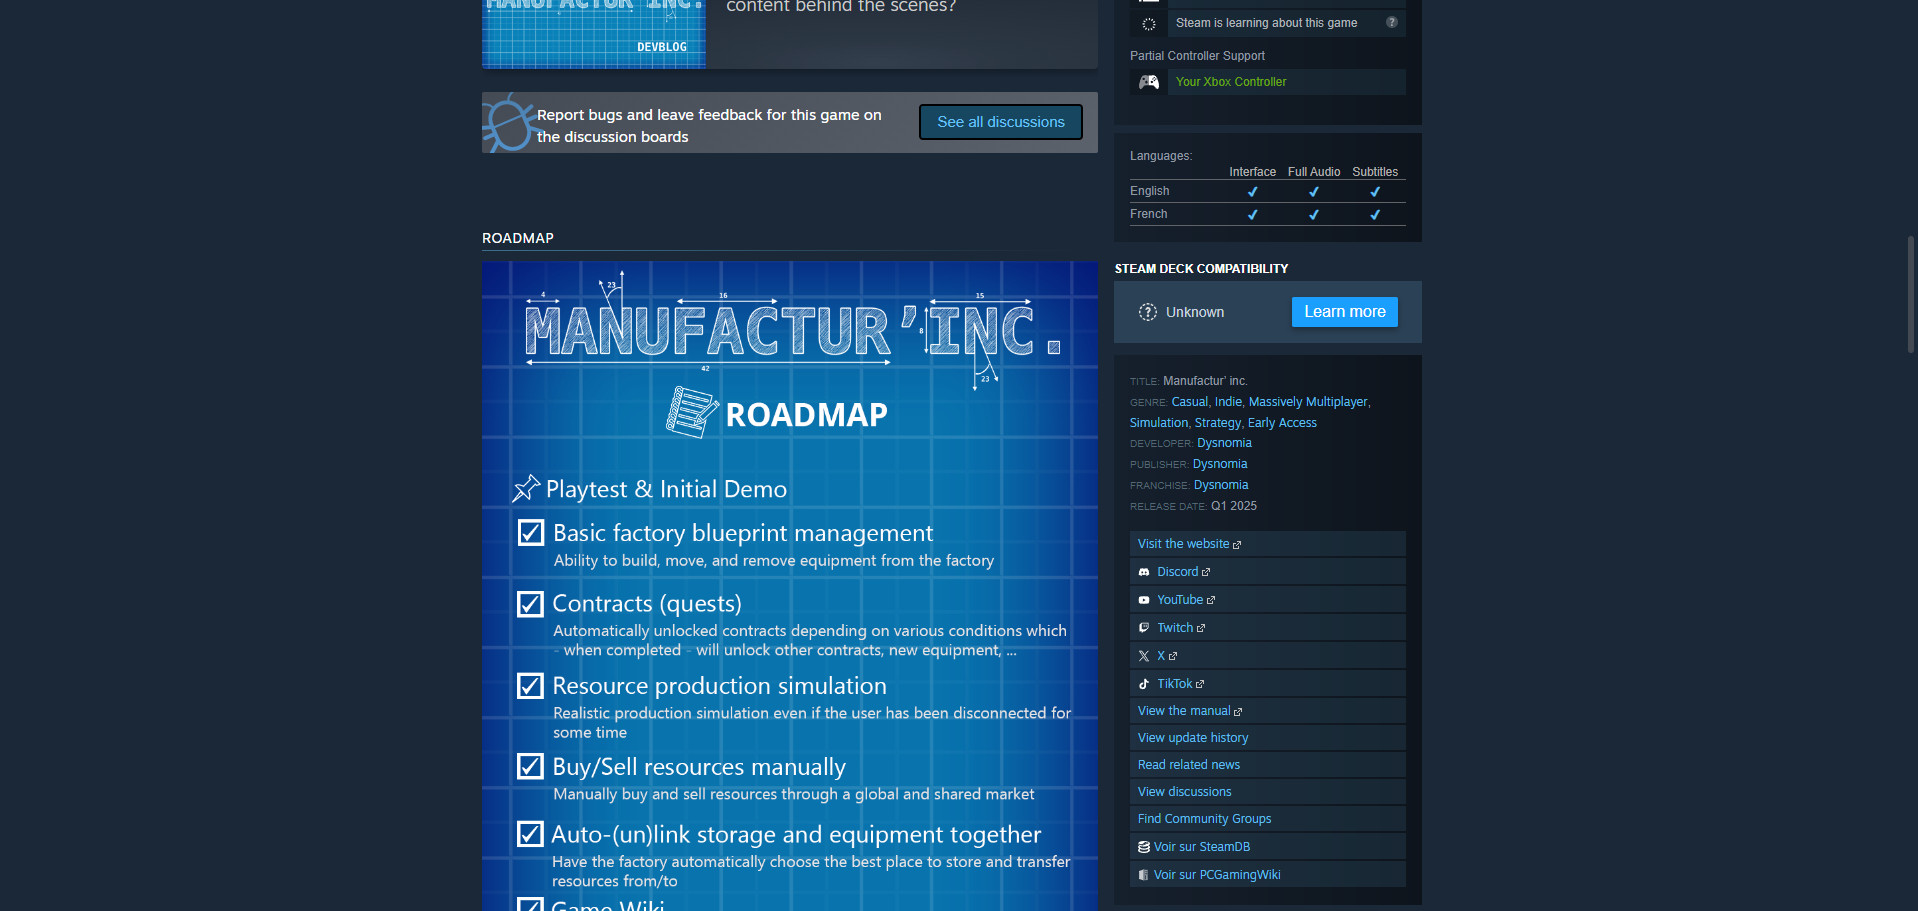 MANUFACTUR'INC.
content behind the scenes?
DEVBLOG
Report bugs and leave feedback for this game on
the discussion boards
See all discussions
ROADMAP
4
23
16
15
MANUFACTUR'INC.
8
42
23
ROADMAP
Playtest & Initial Demo
Basic factory blueprint management
Ability to build, move, and remove equipment from the factory
Contracts (quests)
Automatically unlocked contracts depending on various conditions which
- when completed - will unlock other contracts, new equipment, ...
Resource production simulation
Realistic production simulation even if the user has been disconnected for
some time
Buy/Sell resources manually
Manually buy and sell resources through a global and shared market
Auto-(un)link storage and equipment together
Have the factory automatically choose the best place to store and transfer
resources from/to
Game Wiki
Steam is learning about this game ?
Partial Controller Support
Your Xbox Controller
Languages:
Interface Full Audio Subtitles
English ✔ ✔ ✔
French ✔ ✔ ✔
STEAM DECK COMPATIBILITY
? Unknown
Learn more
TITLE: Manufactur' inc.
GENRE: Casual, Indie, Massively Multiplayer,
Simulation, Strategy, Early Access
DEVELOPER: Dysnomia
PUBLISHER: Dysnomia
FRANCHISE: Dysnomia
RELEASE DATE: Q1 2025
Visit the website
Discord
YouTube
Twitch
X
TikTok
View the manual
View update history
Read related news
View discussions
Find Community Groups
Voir sur SteamDB
Voir sur PCGamingWiki